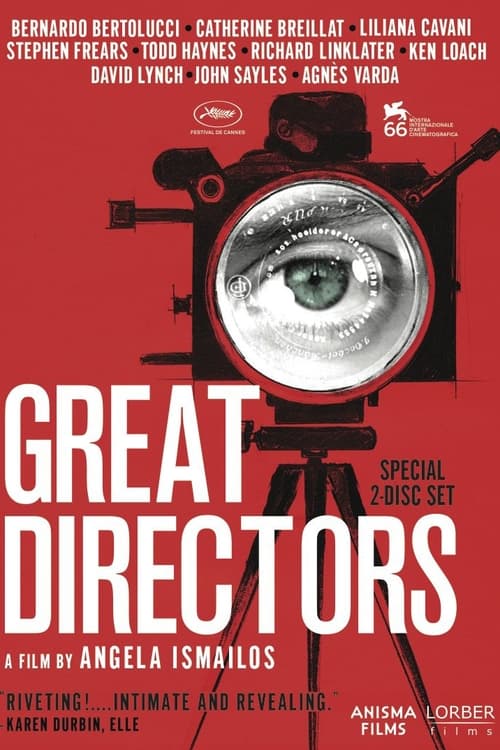 BERNARDO BERTOLUCCI • CATHERINE BREILLAT • LILIANA CAVANI
STEPHEN FREARS • TODD HAYNES • RICHARD LINKLATER • KEN LOACH
DAVID LYNCH • JOHN SAYLES • AGNÈS VARDA
FESTIVAL DE CANNES
66
MOSTRA
INTERNAZIONALE
D'ARTE
CINEMATOGRAFICA
GREAT
DIRECTORS
SPECIAL
2-DISC SET
A FILM BY ANGELA ISMAILOS
"RIVETING!....INTIMATE AND REVEALING."
-KAREN DURBIN, ELLE
ANISMA
FILMS
LORBER
films